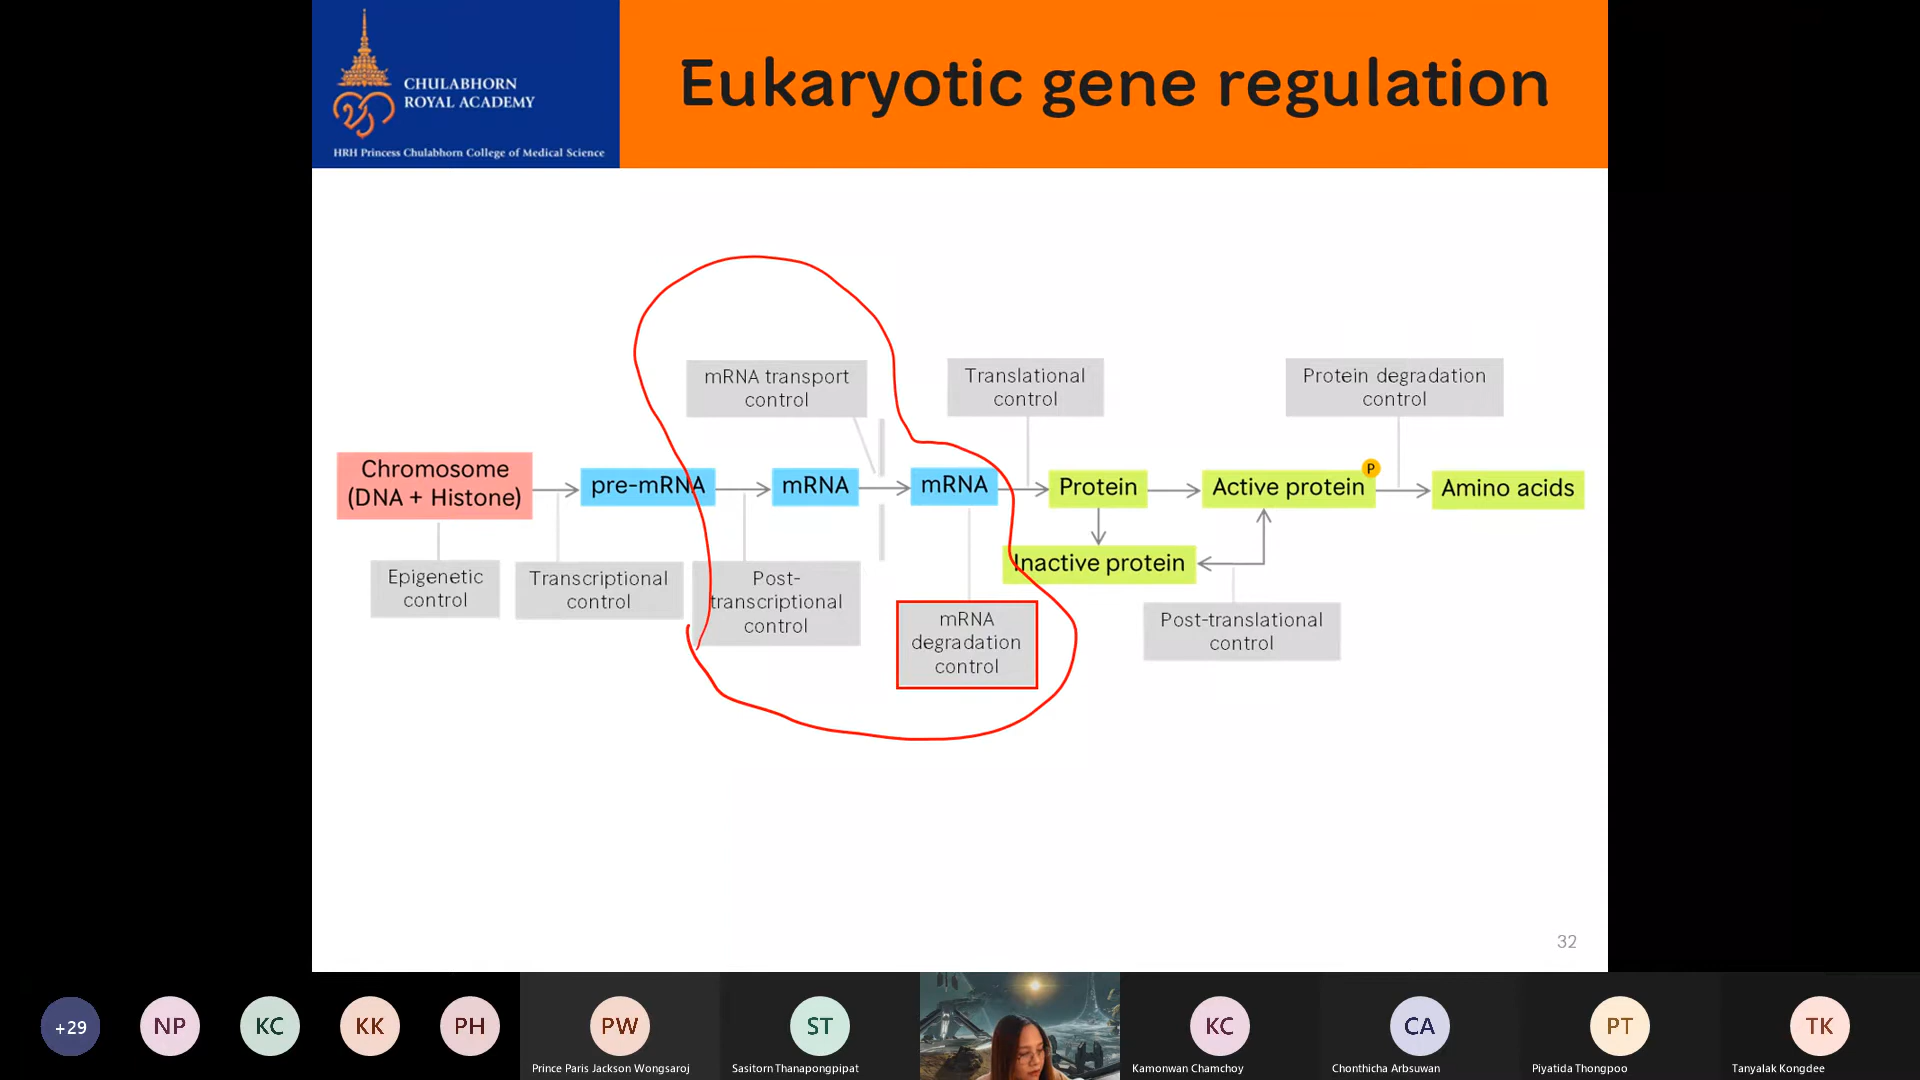 CHULABHORN
ROYAL ACADEMY
HRH Princess Chulabhorn College of Medical Science
Eukaryotic gene regulation
mRNA transport
control
Translational
control
Protein degradation
control
Chromosome
(DNA + Histone)
pre-mRNA
mRNA
mRNA
Protein
Active protein
P
Amino acids
Inactive protein
Epigenetic
control
Transcriptional
control
Post-
transcriptional
control
mRNA
degradation
control
Post-translational
control
32
+29
NP
KC
KK
PH
PW
Prince Paris Jackson Wongsaroj
ST
Sasitorn Thanapongpipat
KC
Kamonwan Chamchoy
CA
Chonthicha Arbsuwan
PT
Piyatida Thongpoo
TK
Tanyalak Kongdee